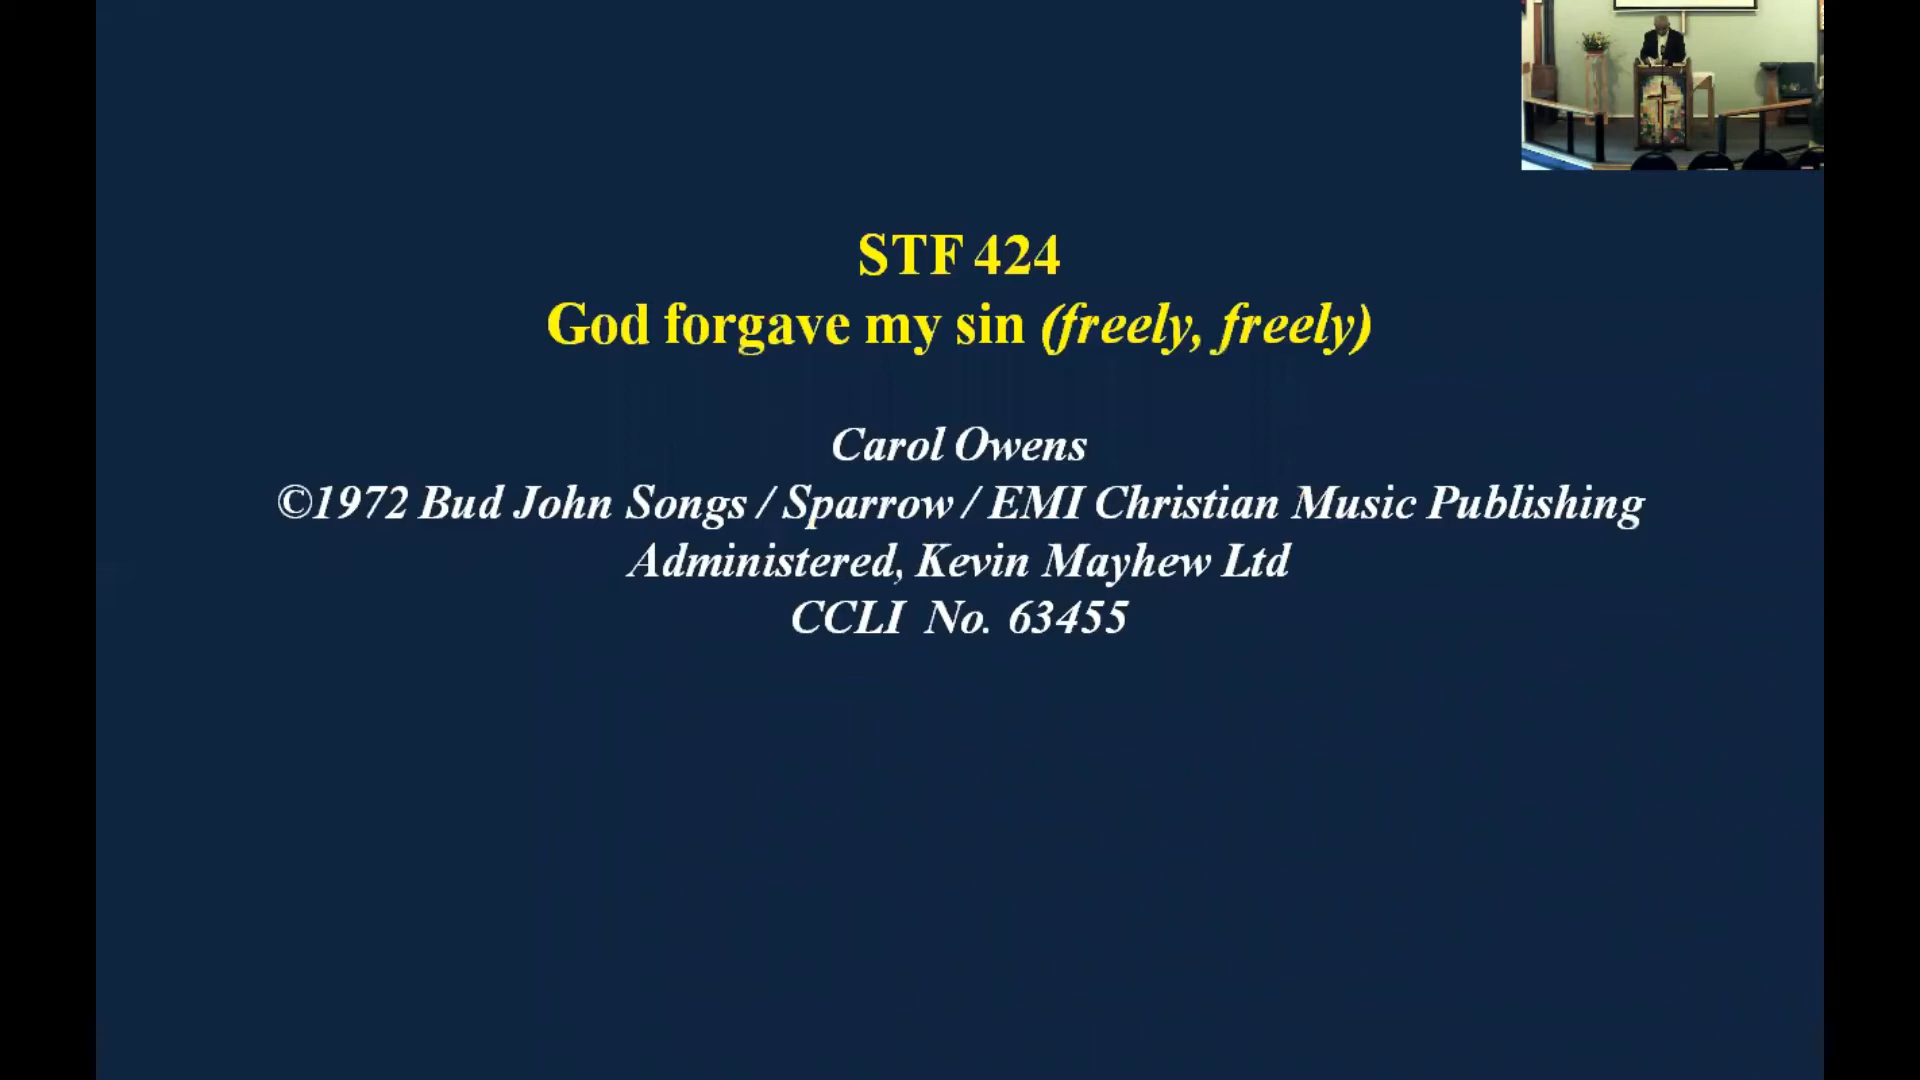 STF 424
God forgave my sin (freely, freely)
Carol Owens
©1972 Bud John Songs / Sparrow / EMI Christian Music Publishing
Administered, Kevin Mayhew Ltd
CCLI No. 63455